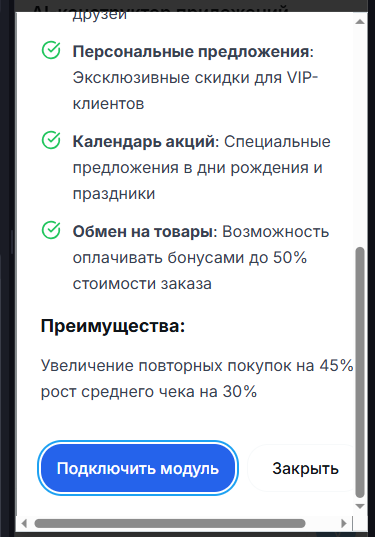 друзей
Персональные предложения:
Эксклюзивные скидки для VIP-
клиентов
Календарь акций: Специальные
предложения в дни рождения и
праздники
Обмен на товары: Возможность
оплачивать бонусами до 50%
стоимости заказа
Преимущества:
Увеличение повторных покупок на 45%
рост среднего чека на 30%
Подключить модуль
Закрыть